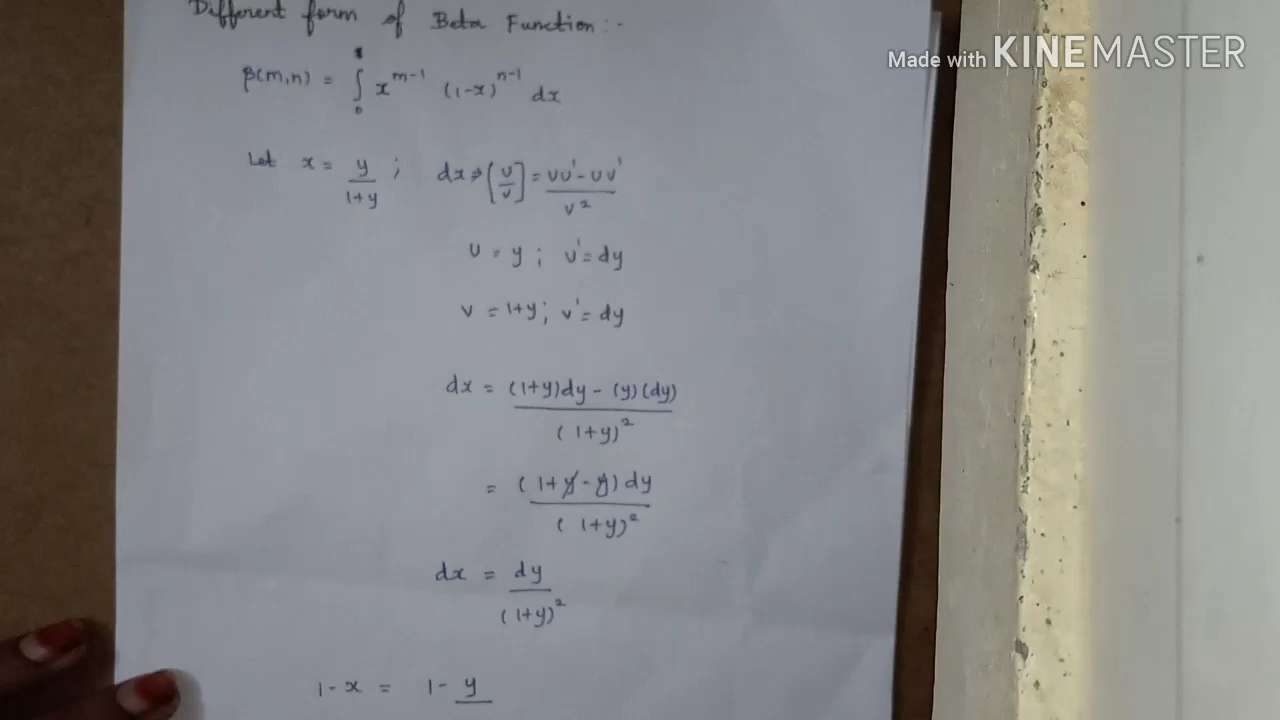 Different form of Beta Function :-
Made with KINEMASTER
β(m,n) = ∫₀¹ x^(m-1) (1-x)^(n-1) dx
Let x = y/(1+y) ; dx ⇒ [u/v] = (vu' - uv')/v²
u = y ; u' = dy
v = 1+y ; v' = dy
dx = ((1+y)dy - (y)(dy))/(1+y)²
= ((1+y-y) dy)/(1+y)²
dx = dy/(1+y)²
1-x = 1- y